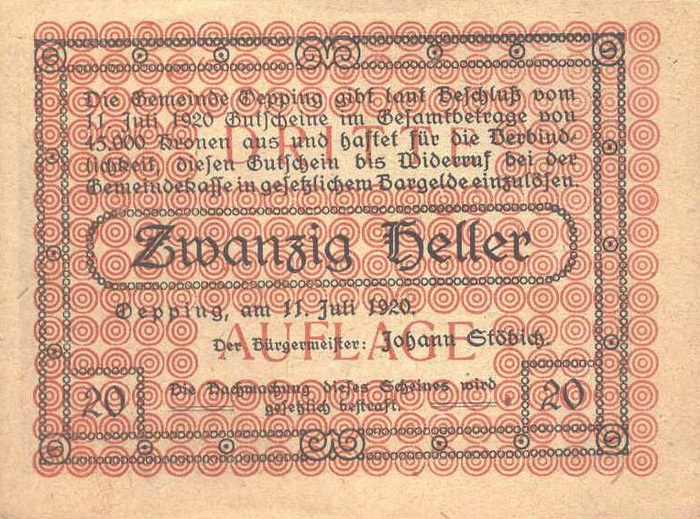 Die Gemeinde Oepping gibt laut Beschluß vom
11. Juli 1920 Gutscheine im Gesamtbetrage von
45.000 Kronen aus und haftet für die Verbind-
lichkeit, diesen Gutschein bis Widerruf bei der
Gemeindekasse in gesetzlichem Bargelde einzulösen.
DRITTE
Zwanzig Heller
Oepping, am 11. Juli 1920.
AUFLAGE
Der Bürgermeister: Johann Stöbich.
20
Die Nachmachung dieses Scheines wird
gesetzlich bestraft.
20